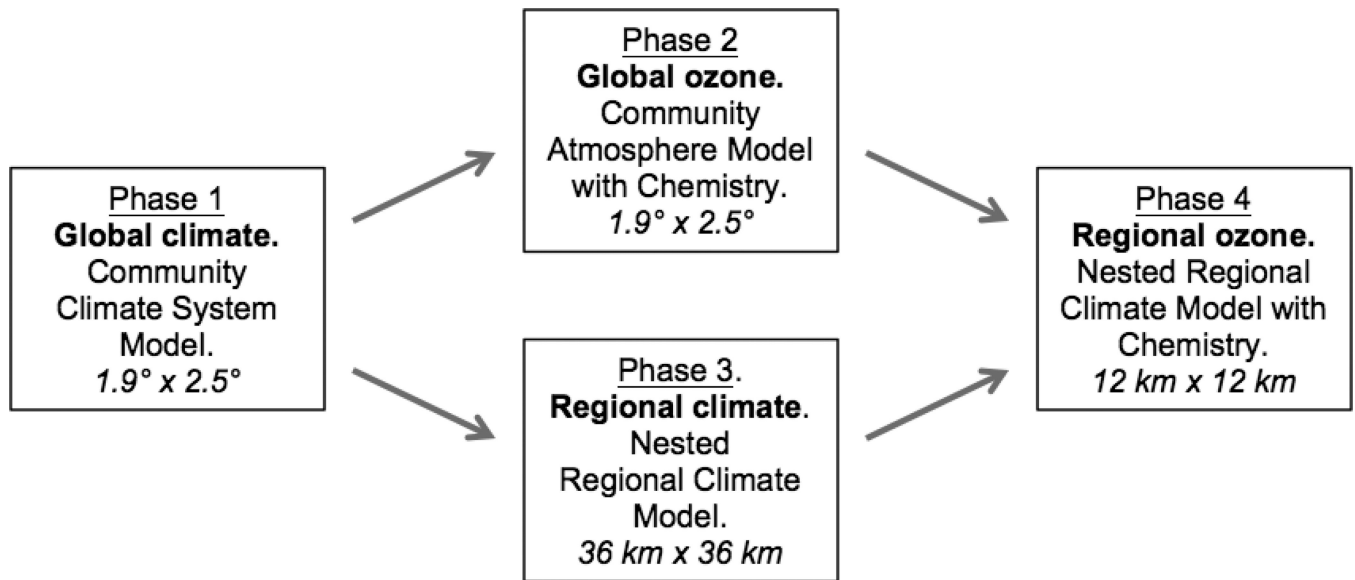 Phase 1
Global climate.
Community
Climate System
Model.
1.9° x 2.5°
Phase 2
Global ozone.
Community
Atmosphere Model
with Chemistry.
1.9° x 2.5°
Phase 3.
Regional climate.
Nested
Regional Climate
Model.
36 km x 36 km
Phase 4
Regional ozone.
Nested Regional
Climate Model with
Chemistry.
12 km x 12 km